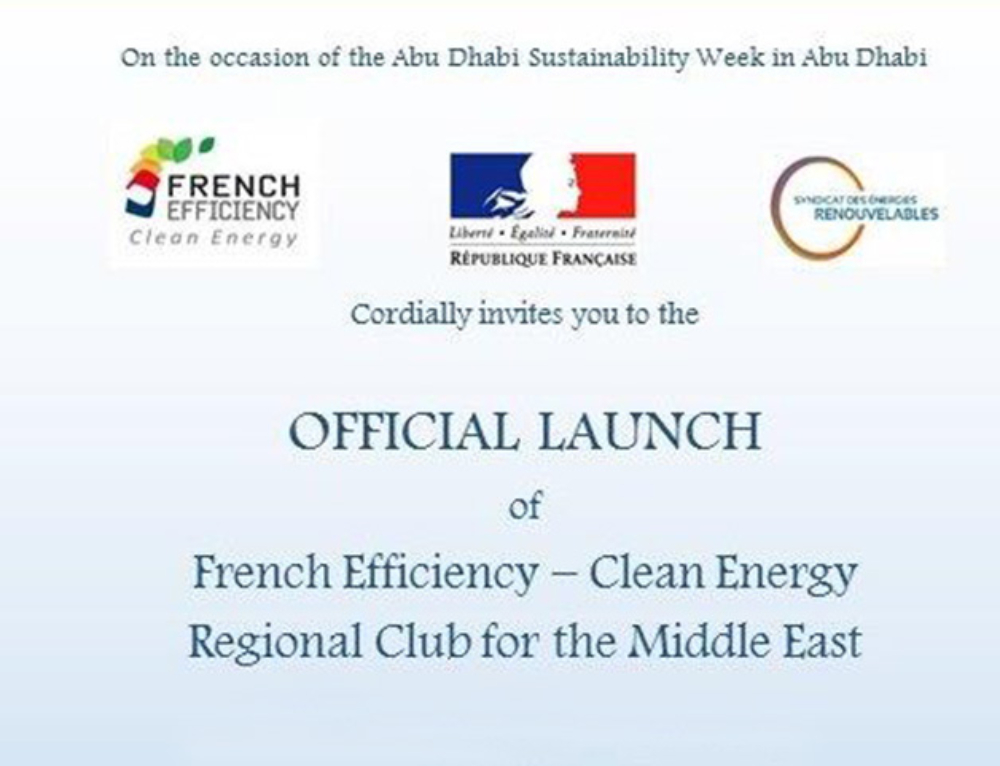 On the occasion of the Abu Dhabi Sustainability Week in Abu Dhabi
FRENCH
EFFICIENCY
Clean Energy
Liberté • Égalité • Fraternité
RÉPUBLIQUE FRANÇAISE
SYNDICAT DES ÉNERGIES
RENOUVELABLES
Cordially invites you to the
OFFICIAL LAUNCH
of
French Efficiency – Clean Energy
Regional Club for the Middle East